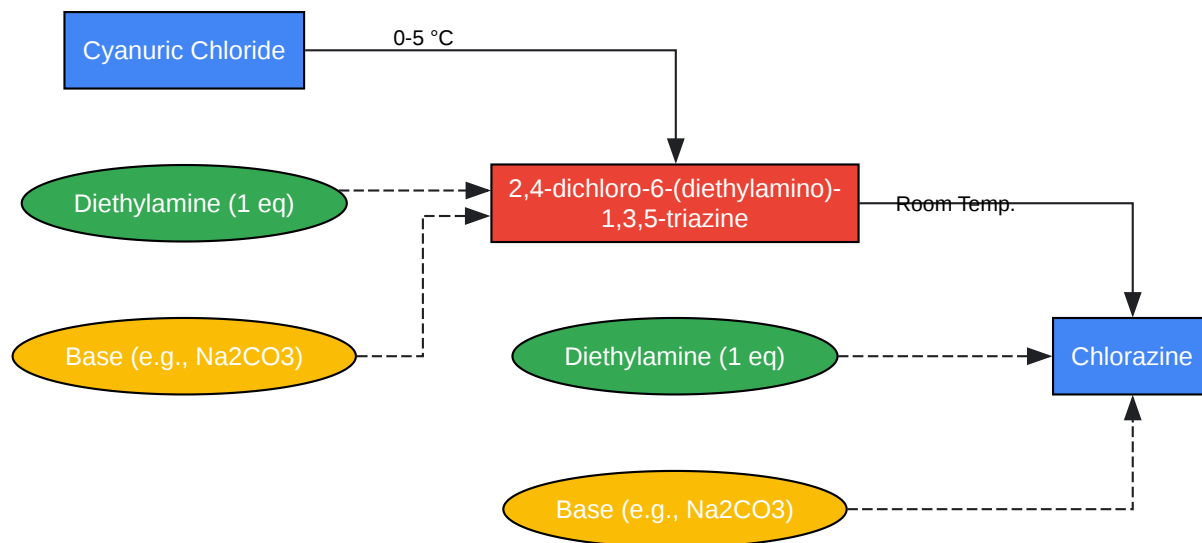 Cyanuric Chloride
0-5 °C
Diethylamine (1 eq)
2,4-dichloro-6-(diethylamino)-
1,3,5-triazine
Room Temp.
Base (e.g., Na2CO3)
Diethylamine (1 eq)
Chlorazine
Base (e.g., Na2CO3)